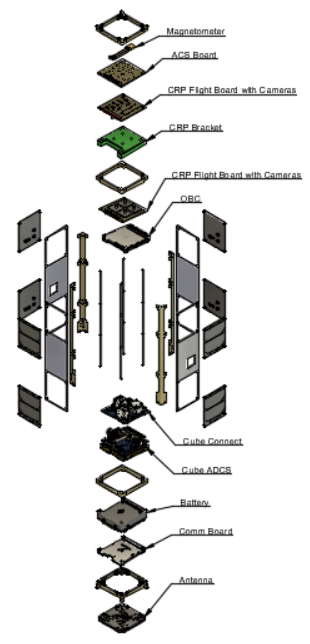 Magnetometer
ACS Board
CRP Flight Board with Cameras
CRP Bracket
CRP Flight Board with Cameras
OBC
Cube Connect
Cube ADCS
Battery
Comm Board
Antenna